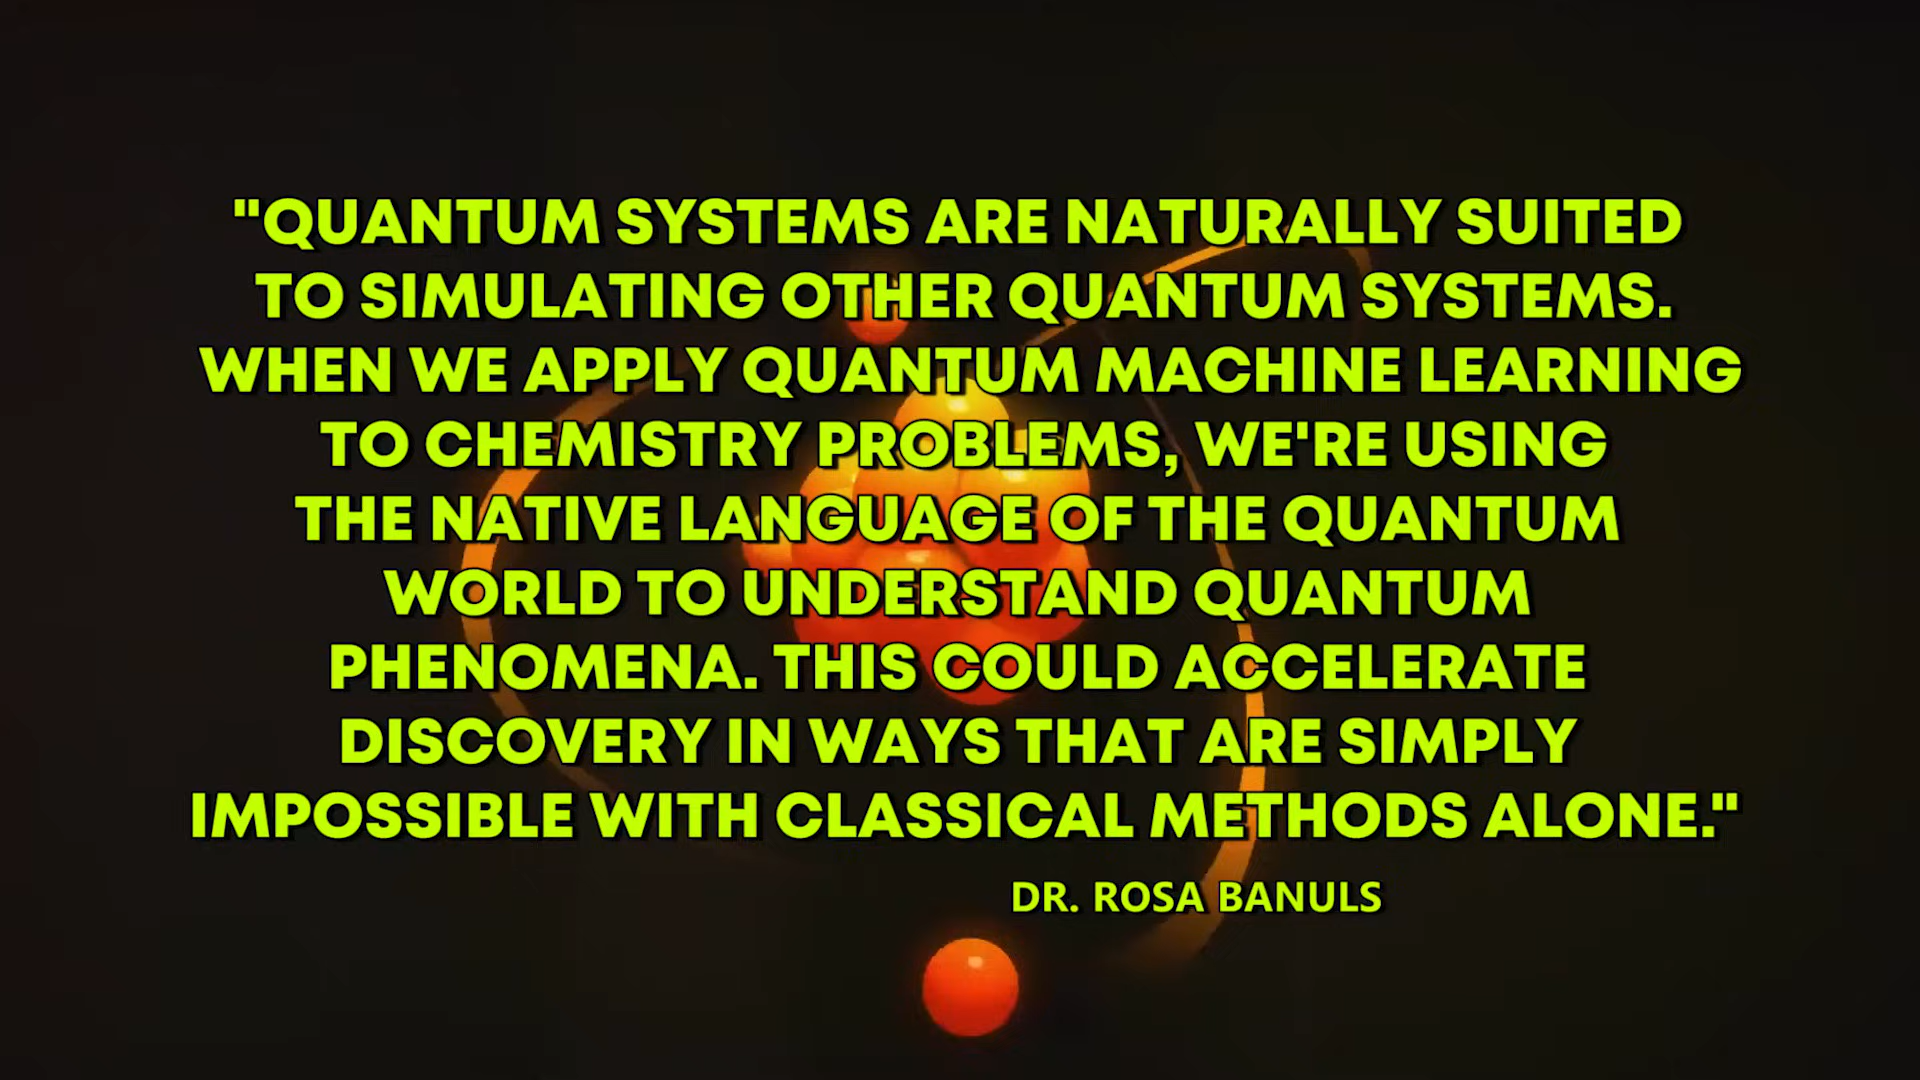 "QUANTUM SYSTEMS ARE NATURALLY SUITED
TO SIMULATING OTHER QUANTUM SYSTEMS.
WHEN WE APPLY QUANTUM MACHINE LEARNING
TO CHEMISTRY PROBLEMS, WE'RE USING
THE NATIVE LANGUAGE OF THE QUANTUM
WORLD TO UNDERSTAND QUANTUM
PHENOMENA. THIS COULD ACCELERATE
DISCOVERY IN WAYS THAT ARE SIMPLY
IMPOSSIBLE WITH CLASSICAL METHODS ALONE."
DR. ROSA BANULS